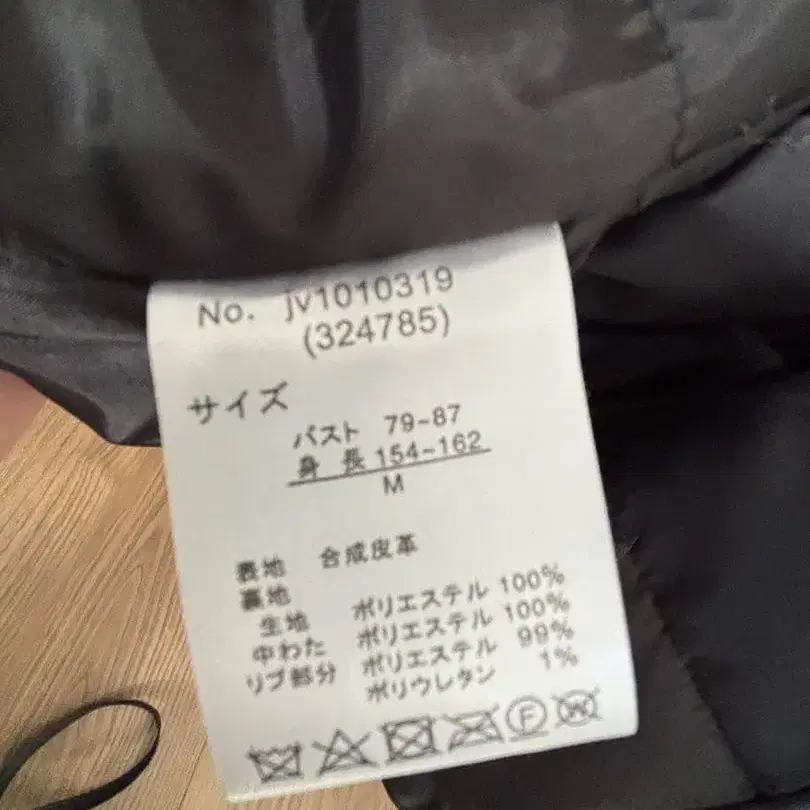 No. jv1010319
(324785)
サイズ
バスト 79-87
身長 154-162
M
表地 合成皮革
裏地
生地 ポリエステル 100%
中わた ポリエステル 100%
リブ部分 ポリエステル 99%
ポリウレタン 1%
F
W